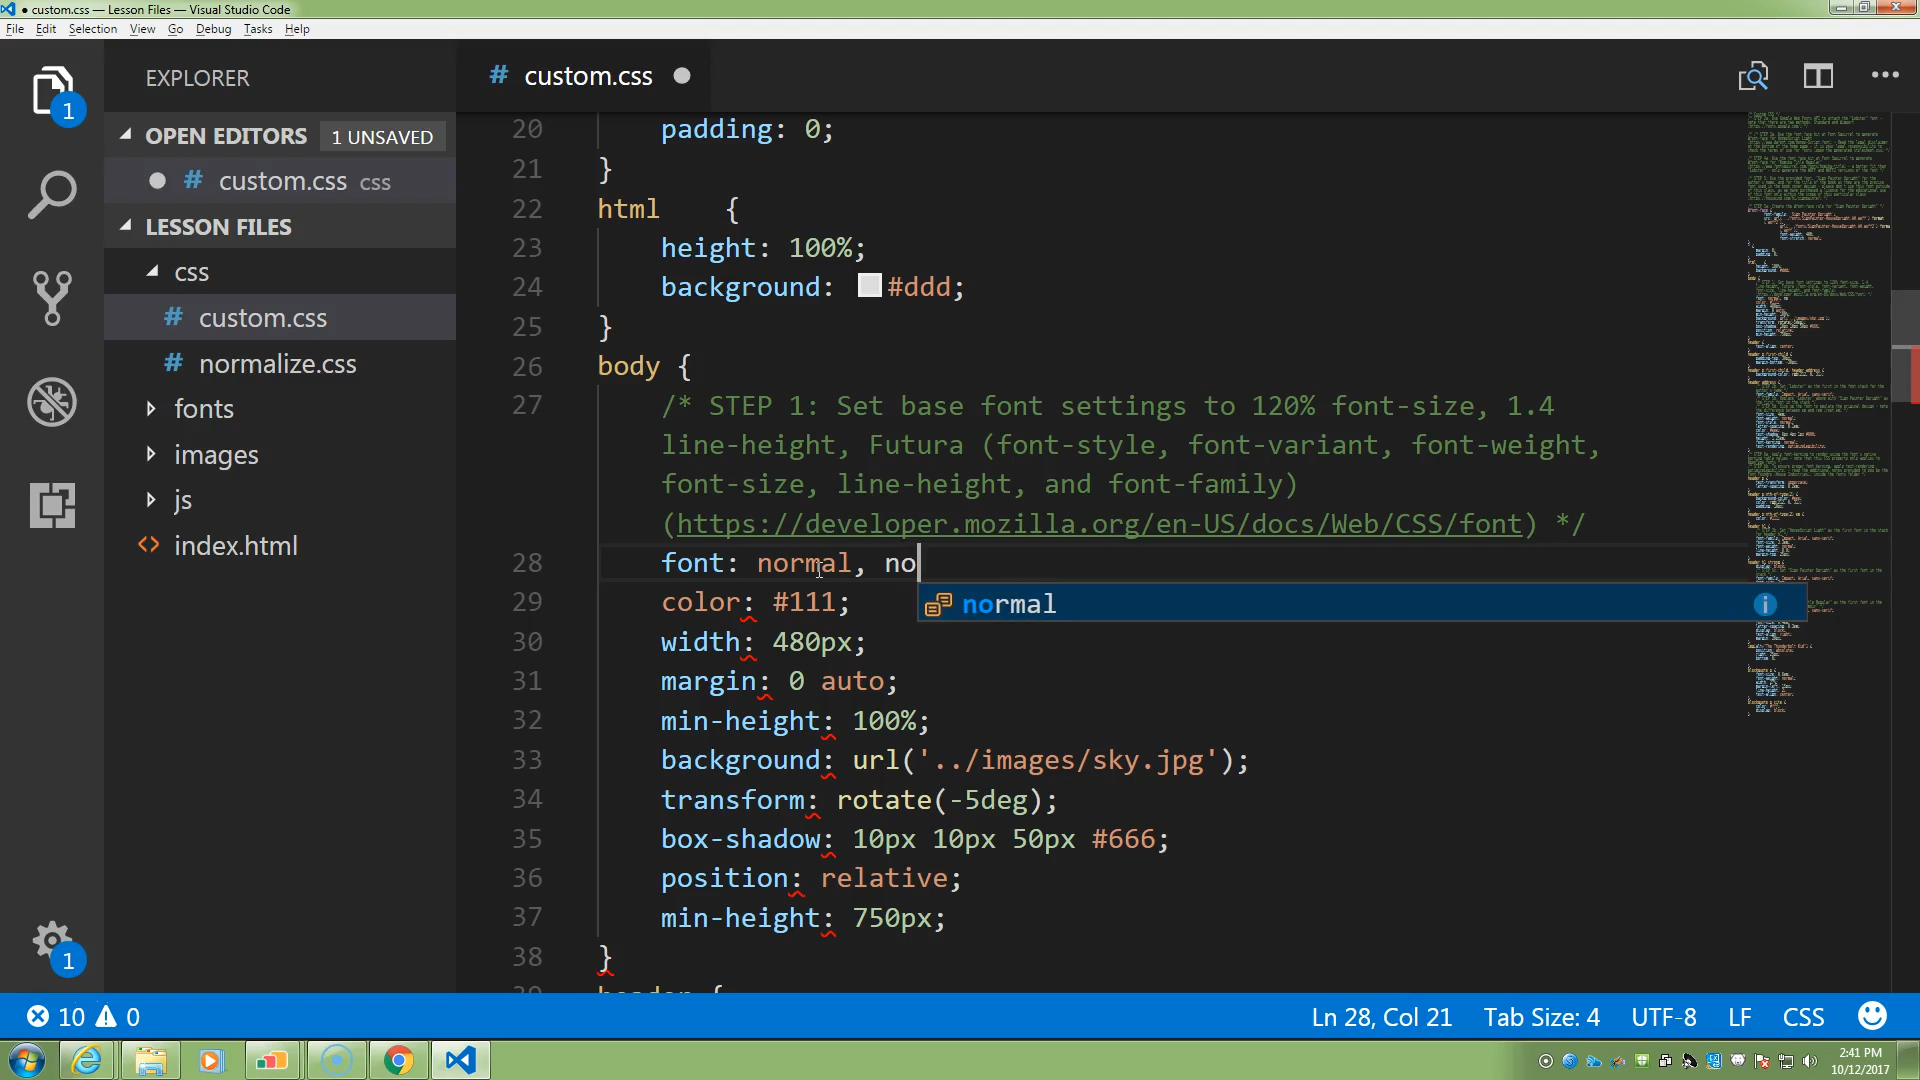 ● custom.css — Lesson Files — Visual Studio Code
File Edit Selection View Go Debug Tasks Help
EXPLORER
OPEN EDITORS 1 UNSAVED
# custom.css css
LESSON FILES
css
# custom.css
# normalize.css
fonts
images
js
<> index.html
1
1
# custom.css ●
20 padding: 0;
21 }
22 html {
23 height: 100%;
24 background: #ddd;
25 }
26 body {
27 /* STEP 1: Set base font settings to 120% font-size, 1.4
line-height, Futura (font-style, font-variant, font-weight,
font-size, line-height, and font-family)
(https://developer.mozilla.org/en-US/docs/Web/CSS/font) */
28 font: normal, no
normal
29 color: #111;
30 width: 480px;
31 margin: 0 auto;
32 min-height: 100%;
33 background: url('../images/sky.jpg');
34 transform: rotate(-5deg);
35 box-shadow: 10px 10px 50px #666;
36 position: relative;
37 min-height: 750px;
38 }
39 header {
10 0
Ln 28, Col 21 Tab Size: 4 UTF-8 LF CSS
2:41 PM
10/12/2017